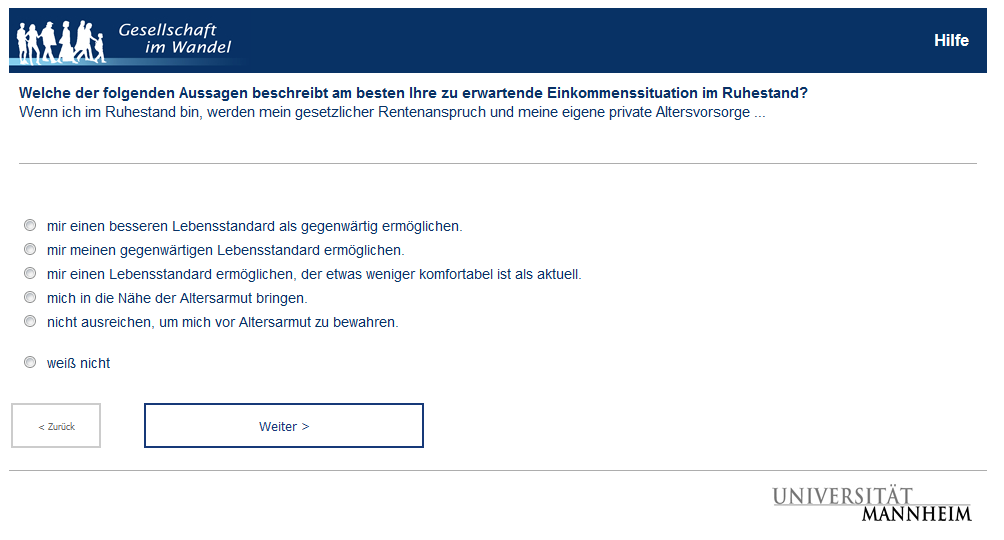 Gesellschaft
im Wandel
Hilfe
Welche der folgenden Aussagen beschreibt am besten Ihre zu erwartende Einkommenssituation im Ruhestand?
Wenn ich im Ruhestand bin, werden mein gesetzlicher Rentenanspruch und meine eigene private Altersvorsorge ...
mir einen besseren Lebensstandard als gegenwärtig ermöglichen.
mir meinen gegenwärtigen Lebensstandard ermöglichen.
mir einen Lebensstandard ermöglichen, der etwas weniger komfortabel ist als aktuell.
mich in die Nähe der Altersarmut bringen.
nicht ausreichen, um mich vor Altersarmut zu bewahren.
weiß nicht
< Zurück
Weiter >
UNIVERSITÄT
MANNHEIM